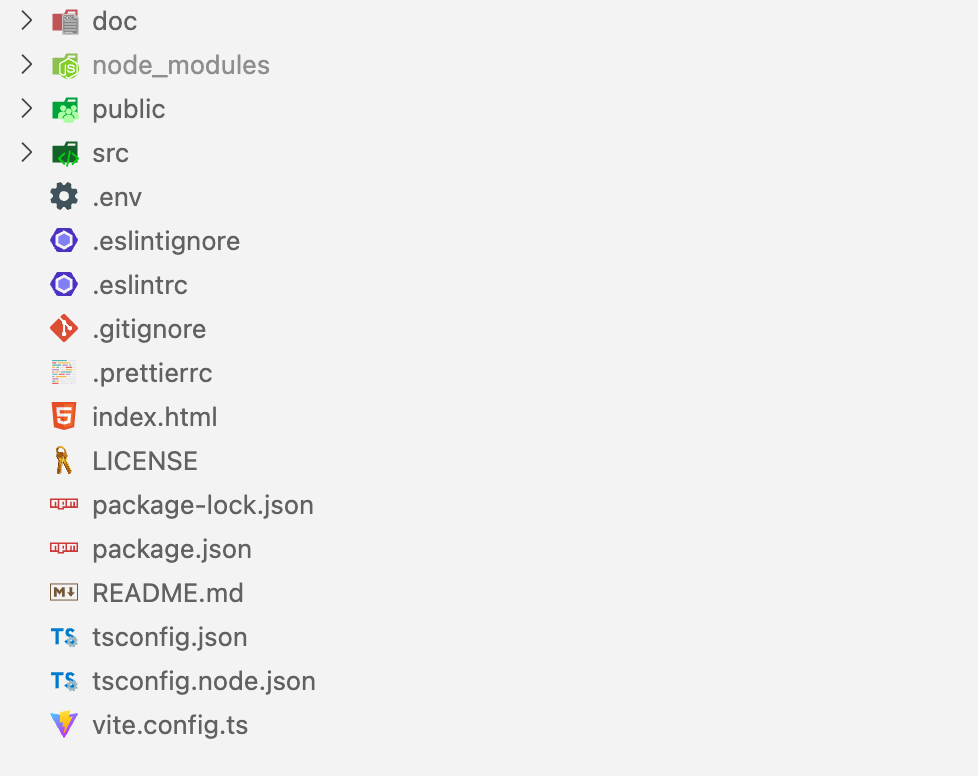 doc
node_modules
public
src
.env
.eslintignore
.eslintrc
.gitignore
.prettierrc
index.html
LICENSE
package-lock.json
package.json
README.md
tsconfig.json
tsconfig.node.json
vite.config.ts